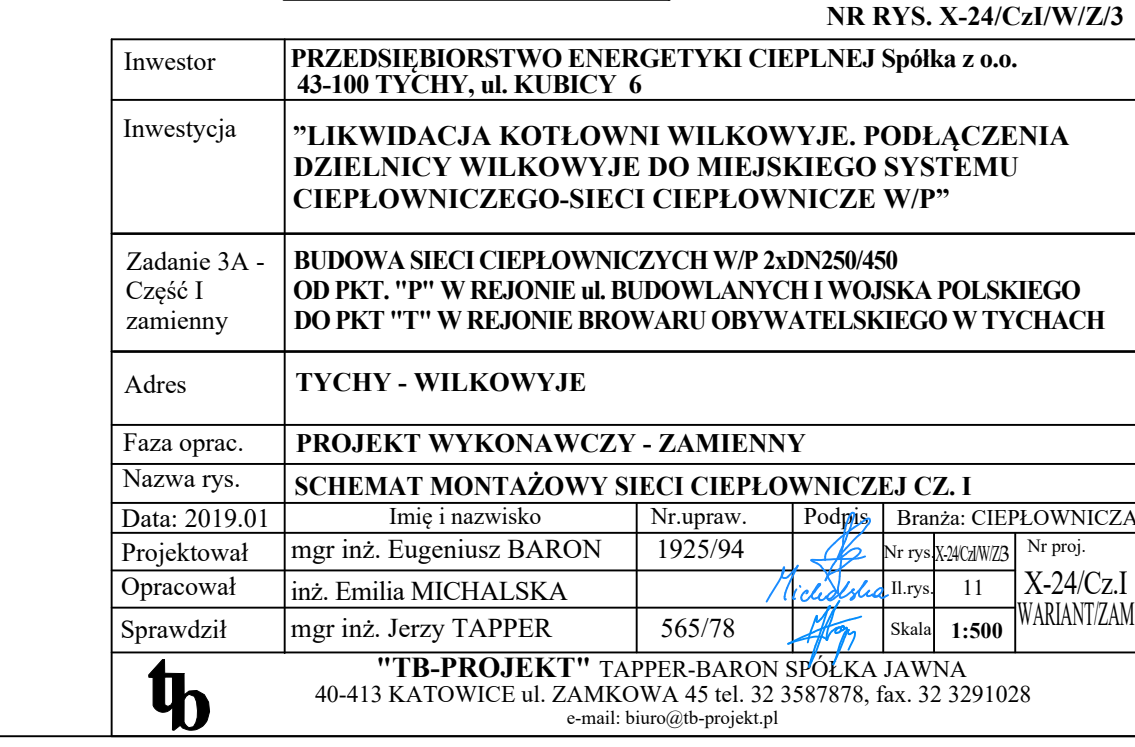 NR RYS. X-24/CzI/W/Z/3
Inwestor
PRZEDSIĘBIORSTWO ENERGETYKI CIEPLNEJ Spółka z o.o.
43-100 TYCHY, ul. KUBICY 6
Inwestycja
”LIKWIDACJA KOTŁOWNI WILKOWYJE. PODŁĄCZENIA
DZIELNICY WILKOWYJE DO MIEJSKIEGO SYSTEMU
CIEPŁOWNICZEGO-SIECI CIEPŁOWNICZE W/P”
Zadanie 3A -
Część I
zamienny
BUDOWA SIECI CIEPŁOWNICZYCH W/P 2xDN250/450
OD PKT. "P" W REJONIE ul. BUDOWLANYCH I WOJSKA POLSKIEGO
DO PKT "T" W REJONIE BROWARU OBYWATELSKIEGO W TYCHACH
Adres
TYCHY - WILKOWYJE
Faza oprac.
PROJEKT WYKONAWCZY - ZAMIENNY
Nazwa rys.
SCHEMAT MONTAŻOWY SIECI CIEPŁOWNICZEJ CZ. I
Data: 2019.01 Imię i nazwisko Nr.upraw. Podpis Branża: CIEPŁOWNICZA
Projektował mgr inż. Eugeniusz BARON 1925/94 Nr rys. X-24/CzI/W/Z/3 Nr proj.
Opracował inż. Emilia MICHALSKA Michalska Il.rys. 11 X-24/Cz.I
WARIANT/ZAM
Sprawdził mgr inż. Jerzy TAPPER 565/78 Skala 1:500
tb
"TB-PROJEKT" TAPPER-BARON SPÓŁKA JAWNA
40-413 KATOWICE ul. ZAMKOWA 45 tel. 32 3587878, fax. 32 3291028
e-mail: biuro@tb-projekt.pl